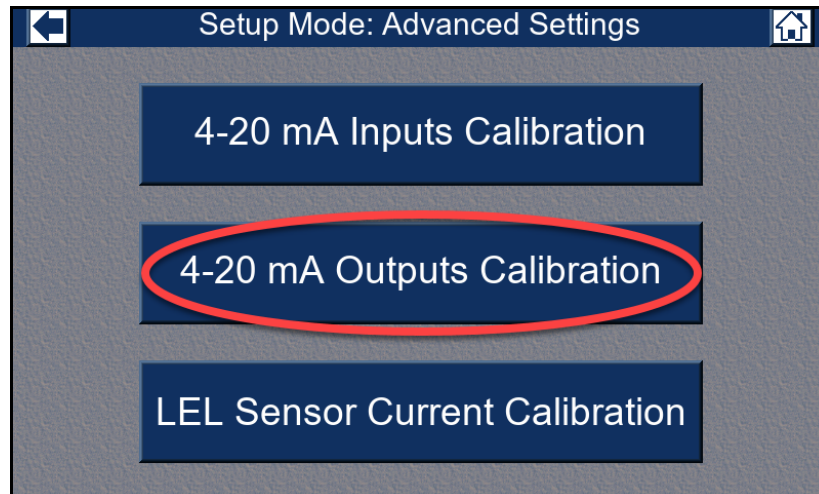 Setup Mode: Advanced Settings
4-20 mA Inputs Calibration
4-20 mA Outputs Calibration
LEL Sensor Current Calibration